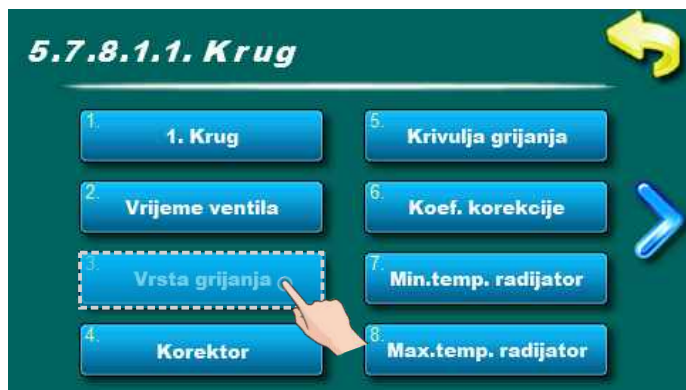 5.7.8.1.1. Krug
1.
1. Krug
2.
Vrijeme ventila
3.
Vrsta grijanja
4.
Korektor
5.
Krivulja grijanja
6.
Koef. korekcije
7.
Min.temp. radijator
8.
Max.temp. radijator